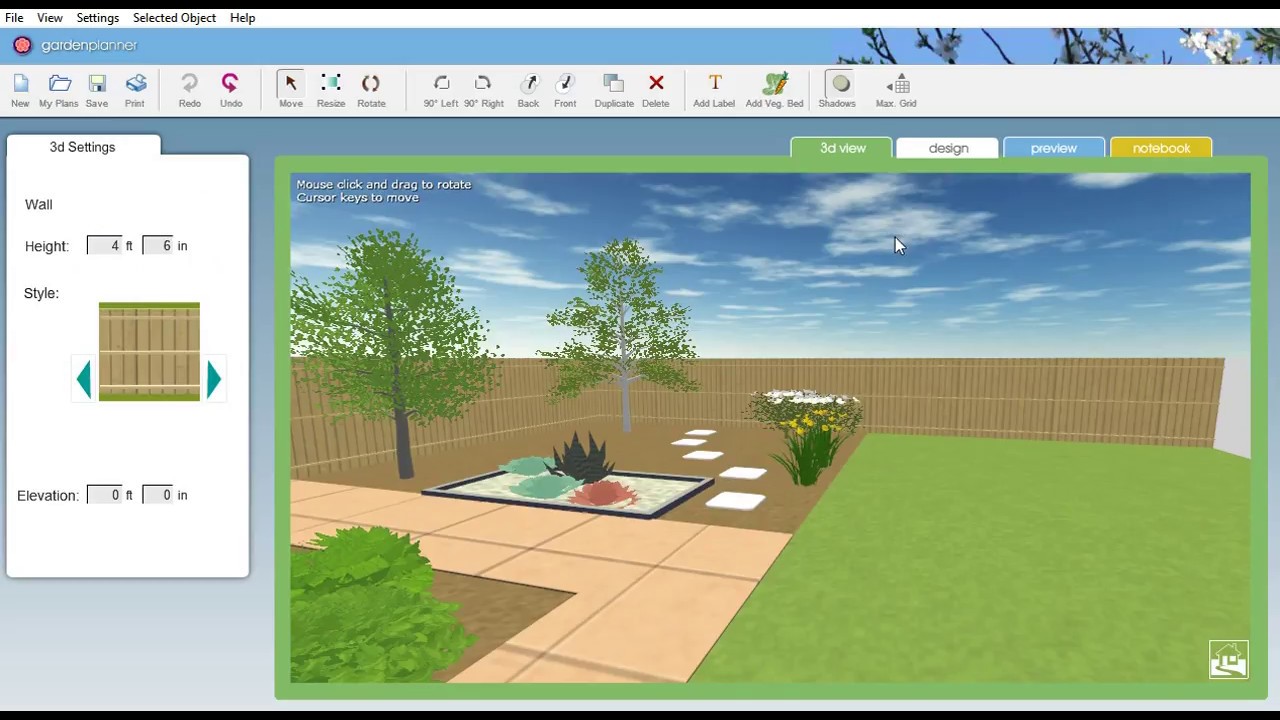 File View Settings Selected Object Help
gardenplanner
New My Plans Save Print Redo Undo Move Resize Rotate 90° Left 90° Right Back Front Duplicate Delete Add Label Add Veg. Bed Shadows Max. Grid
3d Settings
3d view design preview notebook
Mouse click and drag to rotate
Cursor keys to move
Wall
Height: 4 ft 6 in
Style:
Elevation: 0 ft 0 in